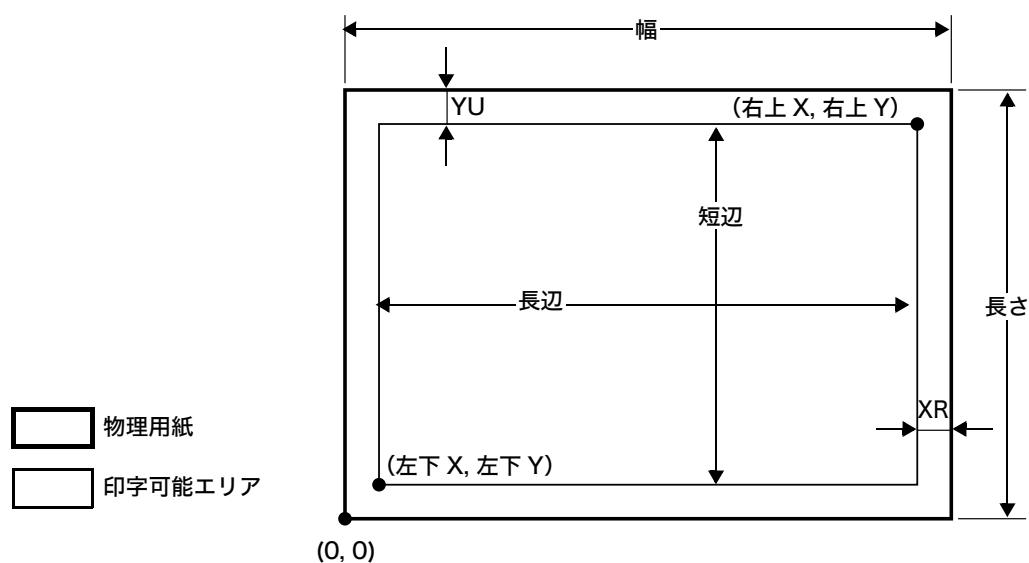 幅
YU
（右上 X, 右上 Y）
短辺
長辺
長さ
XR
物理用紙
（左下 X, 左下 Y）
印字可能エリア
(0, 0)